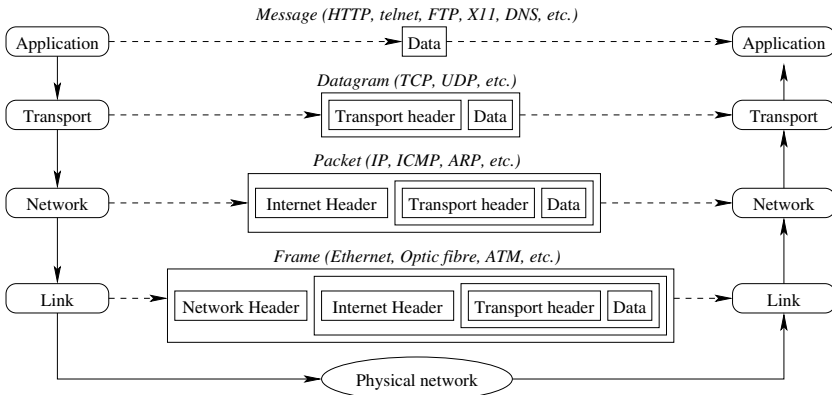 Message (HTTP, telnet, FTP, X11, DNS, etc.)
Application Data Application
Datagram (TCP, UDP, etc.)
Transport Transport header Data Transport
Packet (IP, ICMP, ARP, etc.)
Network Internet Header Transport header Data Network
Frame (Ethernet, Optic fibre, ATM, etc.)
Link Network Header Internet Header Transport header Data Link
Physical network